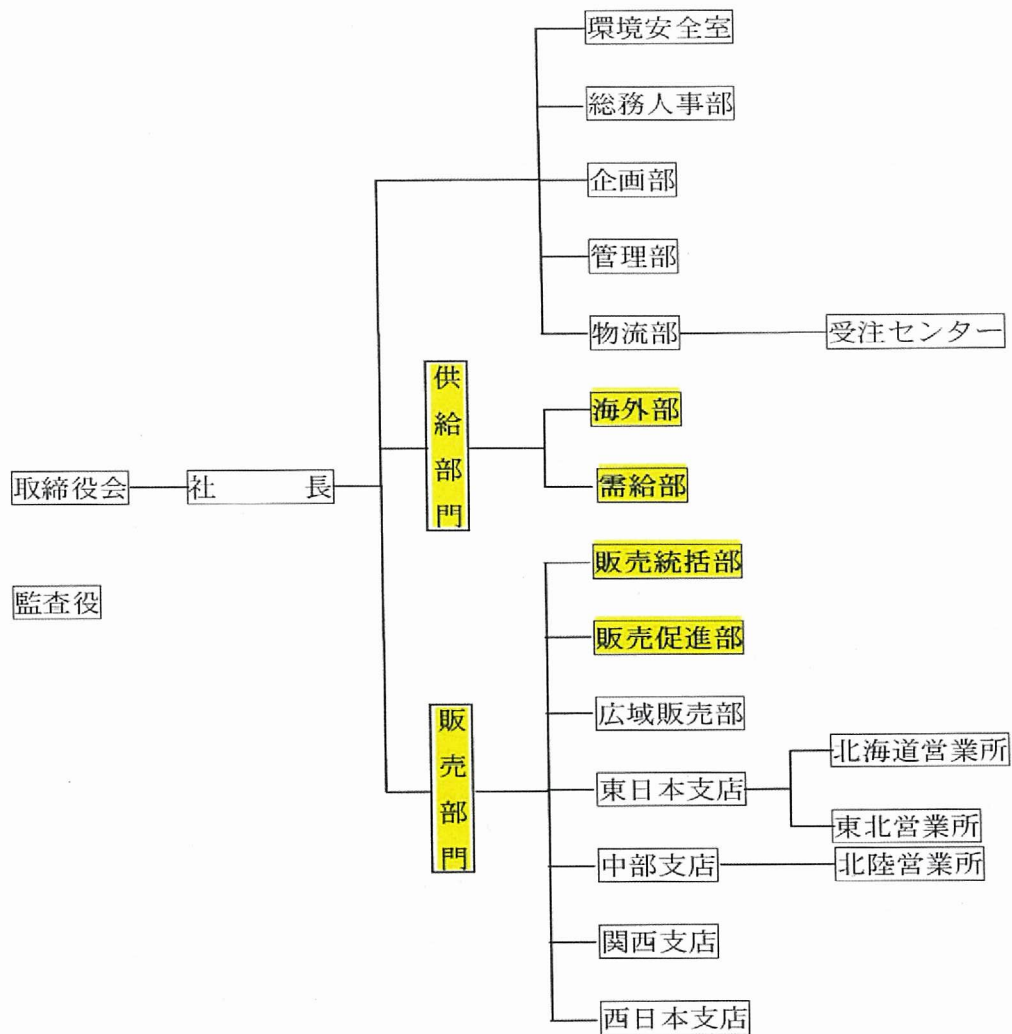 環境安全室
総務人事部
企画部
管理部
物流部
受注センター
供給部門
海外部
需給部
取締役会
社　　　長
監査役
販売部門
販売統括部
販売促進部
広域販売部
東日本支店
北海道営業所
東北営業所
中部支店
北陸営業所
関西支店
西日本支店